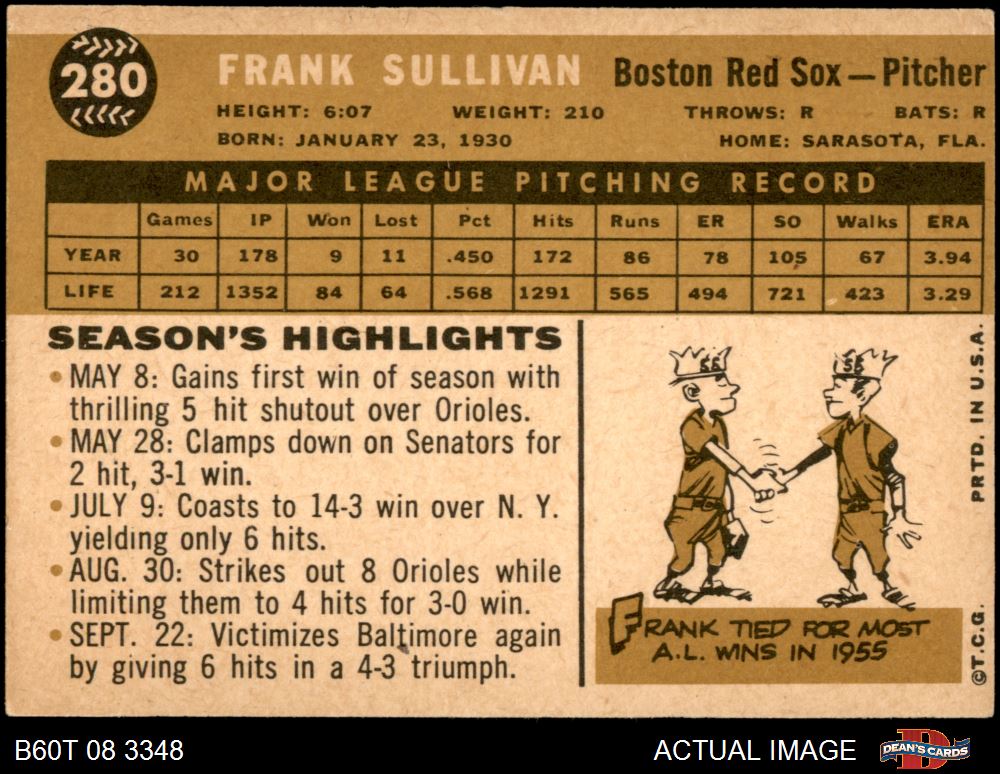 280
FRANK SULLIVAN Boston Red Sox — Pitcher
HEIGHT: 6:07 WEIGHT: 210 THROWS: R BATS: R
BORN: JANUARY 23, 1930 HOME: SARASOTA, FLA.
MAJOR LEAGUE PITCHING RECORD
Games IP Won Lost Pct Hits Runs ER SO Walks ERA
YEAR 30 178 9 11 .450 172 86 78 105 67 3.94
LIFE 212 1352 84 64 .568 1291 565 494 721 423 3.29
SEASON'S HIGHLIGHTS
• MAY 8: Gains first win of season with
thrilling 5 hit shutout over Orioles.
• MAY 28: Clamps down on Senators for
2 hit, 3-1 win.
• JULY 9: Coasts to 14-3 win over N. Y.
yielding only 6 hits.
• AUG. 30: Strikes out 8 Orioles while
limiting them to 4 hits for 3-0 win.
• SEPT. 22: Victimizes Baltimore again
by giving 6 hits in a 4-3 triumph.
FRANK TIED FOR MOST
A.L. WINS IN 1955
©T.C.G. PRTD. IN U.S.A.
B60T 08 3348 ACTUAL IMAGE DEAN'S CARDS